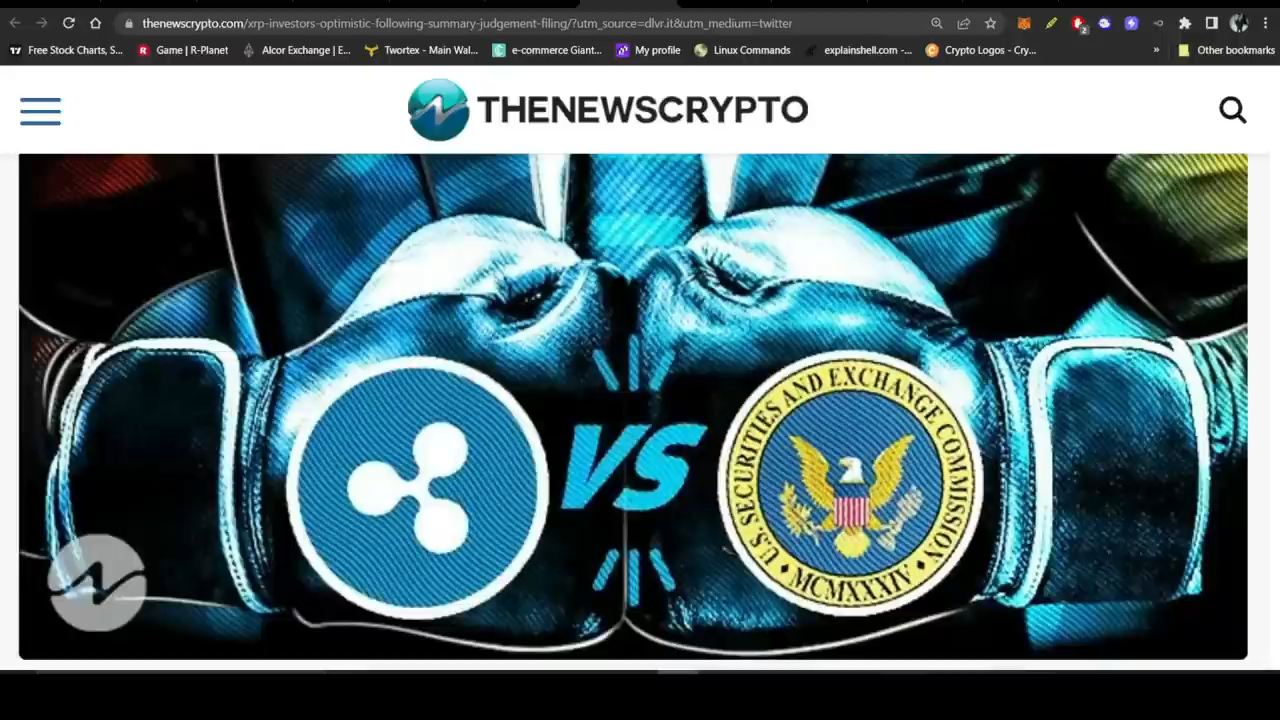 thenewscrypto.com/xrp-investors-optimistic-following-summary-judgement-filing/?utm_source=dlvr.it&utm_medium=twitter
2
Free Stock Charts, S... Game | R-Planet Alcor Exchange | E... Twortex - Main Wal... e-commerce Giant... My profile Linux Commands explainshell.com -... Crypto Logos - Cry... » Other bookmarks
THENEWSCRYPTO
VS
U.S. SECURITIES AND EXCHANGE COMMISSION
MCMXXXIV